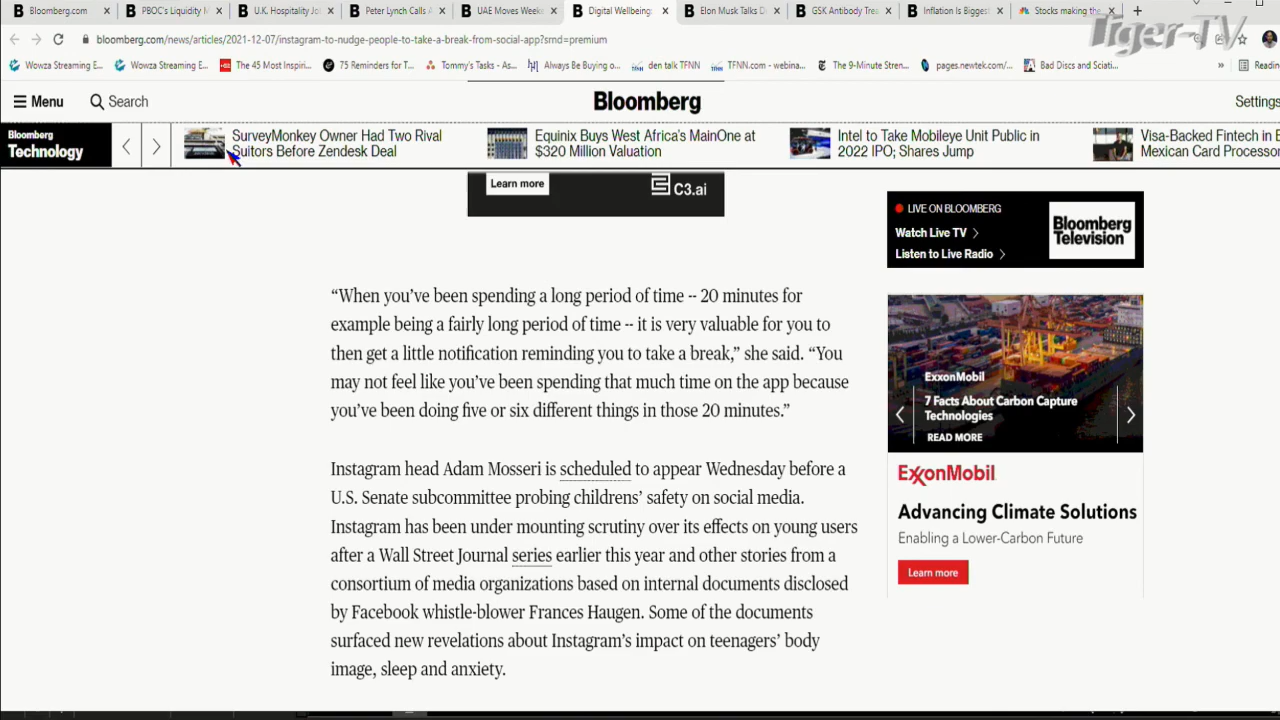 Bloomberg.com
PBOC's Liquidity M
U.K. Hospitality Jo
Peter Lynch Calls A
UAE Moves Weeke
Digital Wellbeing:
Elon Musk Talks D
GSK Antibody Trea
Inflation Is Biggest
Stocks making the
Tiger-TV
bloomberg.com/news/articles/2021-12-07/instagram-to-nudge-people-to-take-a-break-from-social-app?srnd=premium
Wowza Streaming E...
Wowza Streaming E...
The 45 Most Inspiri...
75 Reminders for T...
Tommy's Tasks - As...
Always Be Buying o...
den talk TFNN
TFNN.com - webina...
The 9-Minute Stren...
pages.newtek.com/...
Bad Discs and Sciati...
»
Readin
Menu
Search
Bloomberg
Settings
Bloomberg
Technology
SurveyMonkey Owner Had Two Rival
Suitors Before Zendesk Deal
Equinix Buys West Africa's MainOne at
$320 Million Valuation
Intel to Take Mobileye Unit Public in
2022 IPO; Shares Jump
Visa-Backed Fintech in
Mexican Card Processor
Learn more
C3.ai
LIVE ON BLOOMBERG
Watch Live TV
Listen to Live Radio
Bloomberg
Television
“When you’ve been spending a long period of time -- 20 minutes for
example being a fairly long period of time -- it is very valuable for you to
then get a little notification reminding you to take a break,” she said. “You
may not feel like you’ve been spending that much time on the app because
you’ve been doing five or six different things in those 20 minutes.”
Instagram head Adam Mosseri is scheduled to appear Wednesday before a
U.S. Senate subcommittee probing childrens’ safety on social media.
Instagram has been under mounting scrutiny over its effects on young users
after a Wall Street Journal series earlier this year and other stories from a
consortium of media organizations based on internal documents disclosed
by Facebook whistle-blower Frances Haugen. Some of the documents
surfaced new revelations about Instagram’s impact on teenagers’ body
image, sleep and anxiety.
ExxonMobil
7 Facts About Carbon Capture
Technologies
READ MORE
ExxonMobil
Advancing Climate Solutions
Enabling a Lower-Carbon Future
Learn more